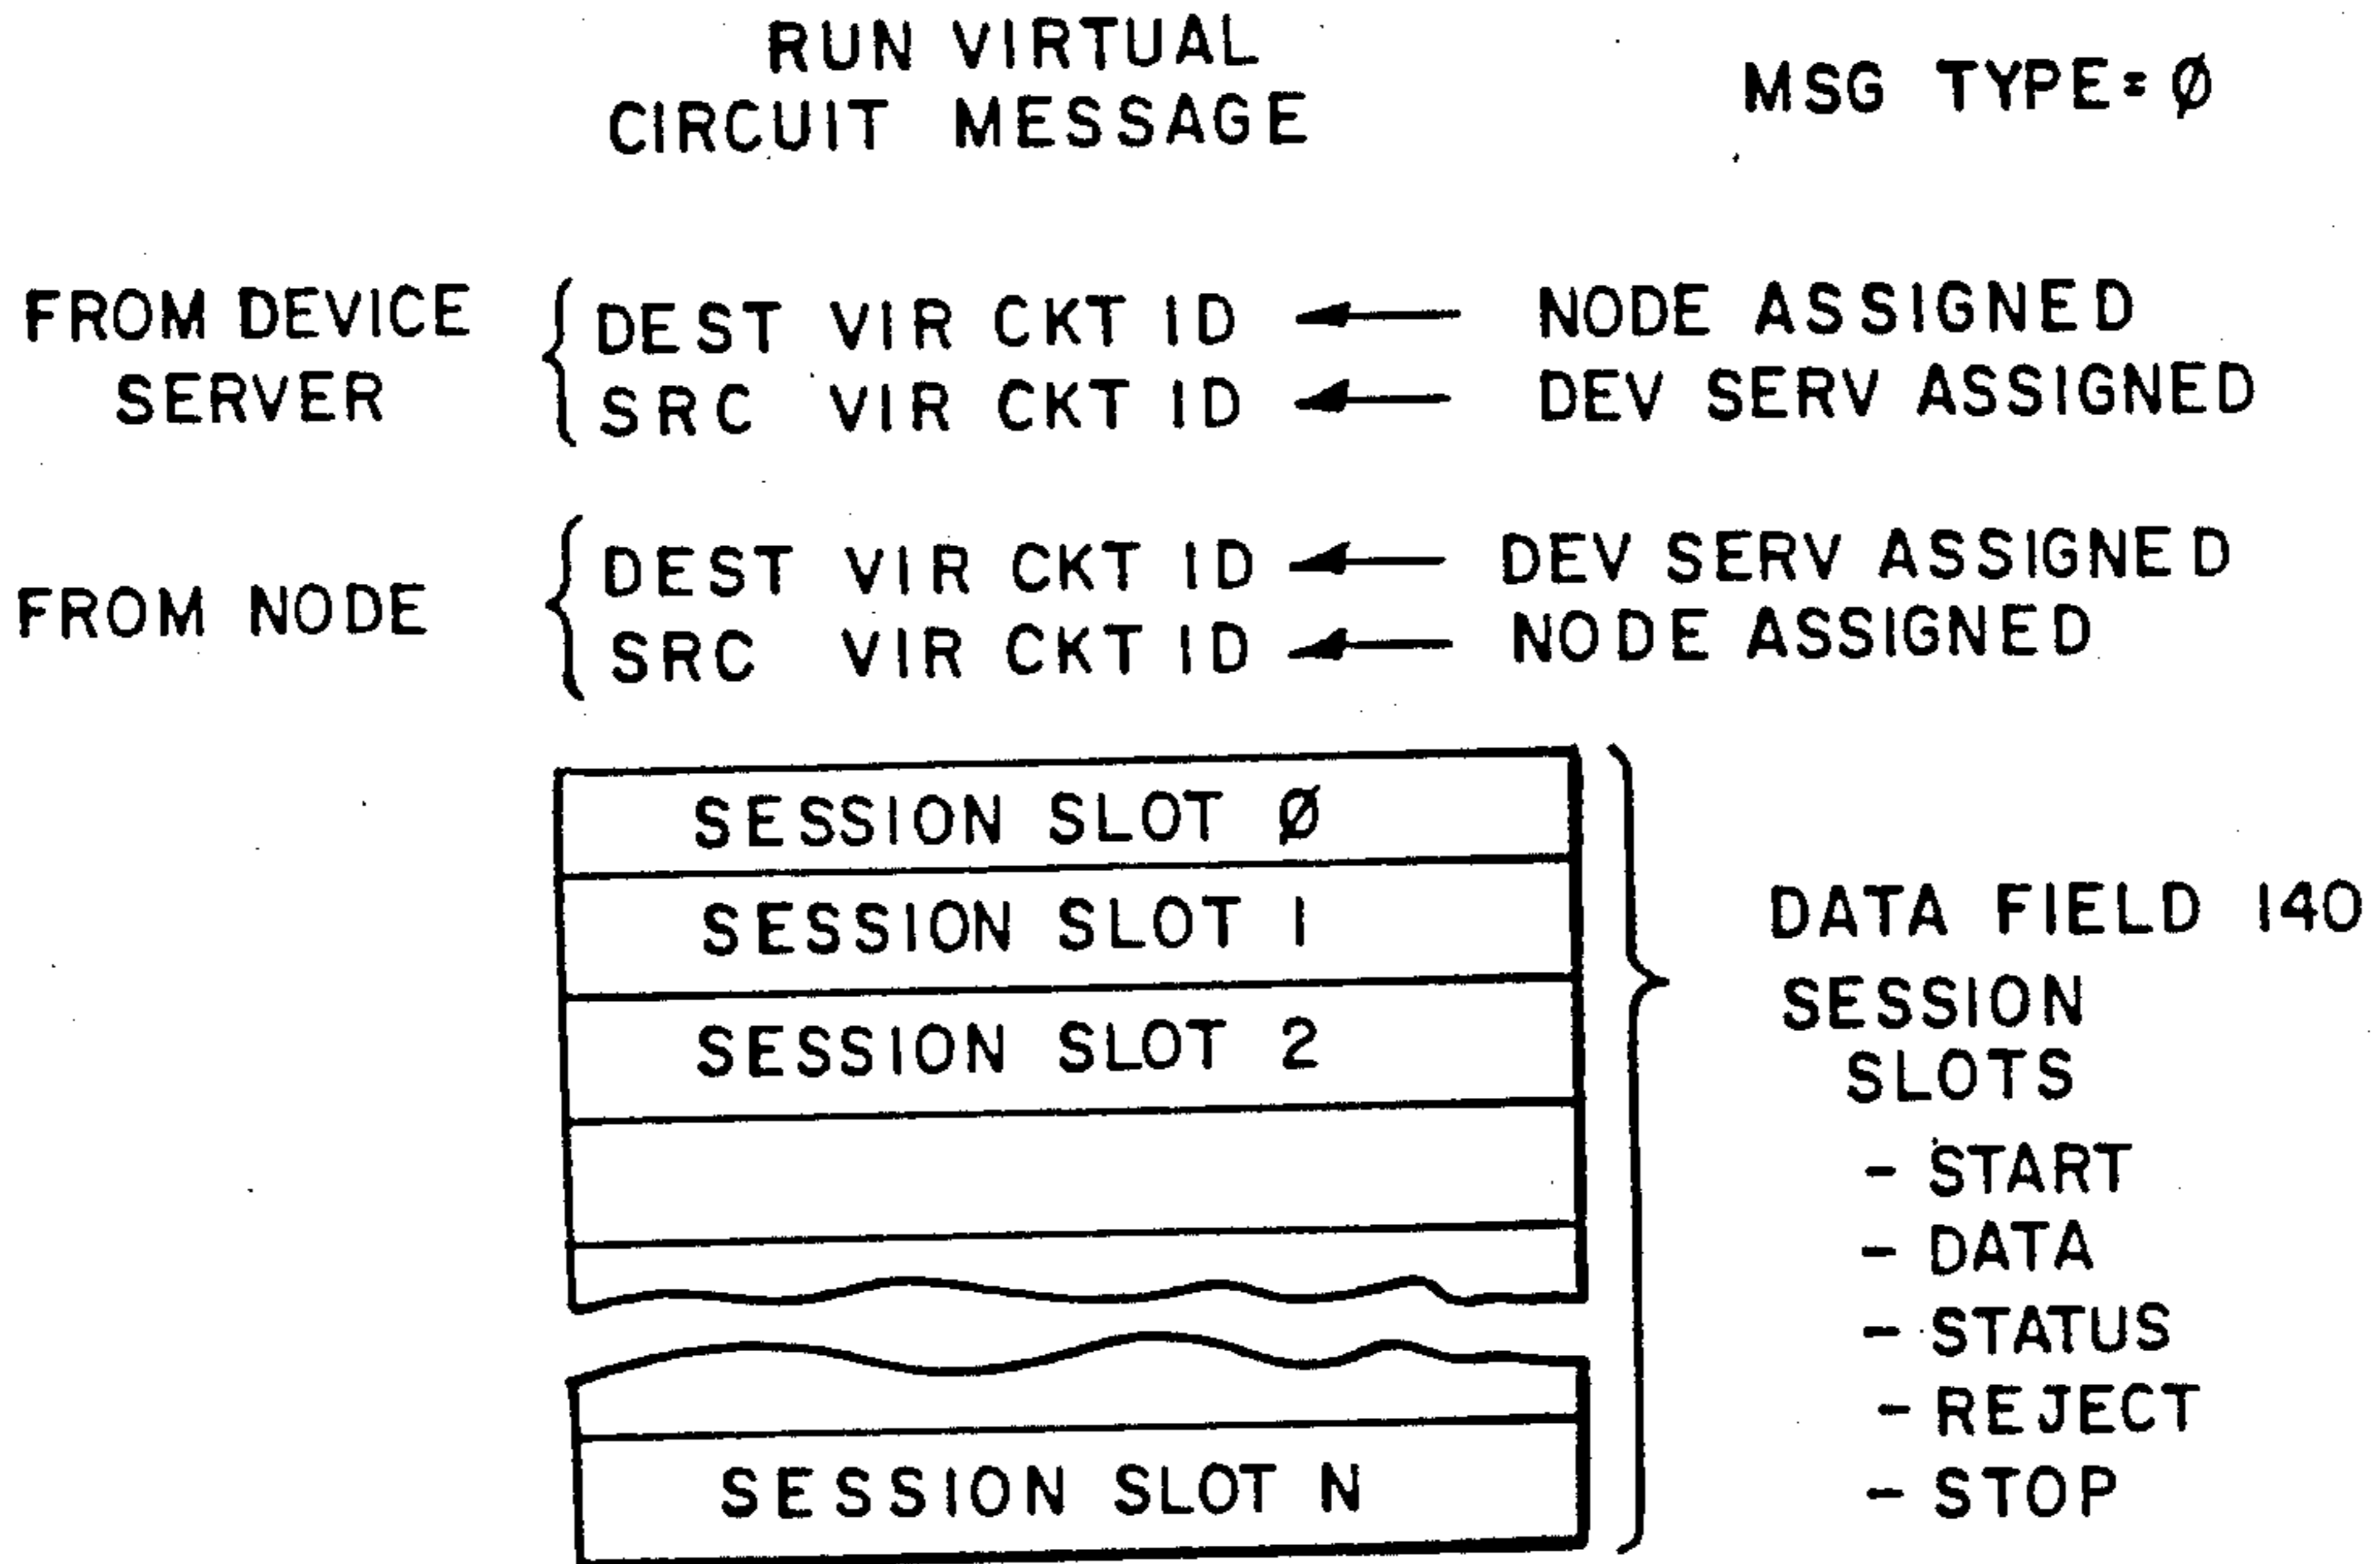 RUN VIRTUAL
CIRCUIT MESSAGE
MSG TYPE=Ø
FROM DEVICE
SERVER
DEST VIR CKT ID
NODE ASSIGNED
SRC VIR CKT ID
DEV SERV ASSIGNED
FROM NODE
DEST VIR CKT ID
DEV SERV ASSIGNED
SRC VIR CKT ID
NODE ASSIGNED
SESSION SLOT Ø
SESSION SLOT 1
SESSION SLOT 2
SESSION SLOT N
DATA FIELD 140
SESSION
SLOTS
- START
- DATA
- STATUS
- REJECT
- STOP